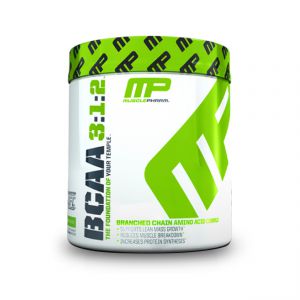 MP
MUSCLEPHARM
BCAA 3:1:2
THE FOUNDATION OF YOUR TEMPLE.
BRANCHED CHAIN AMINO ACID
SUPPORTS LEAN MASS GROWTH
REDUCES MUSCLE BREAKDOWN
INCREASES PROTEIN SYNTHESIS